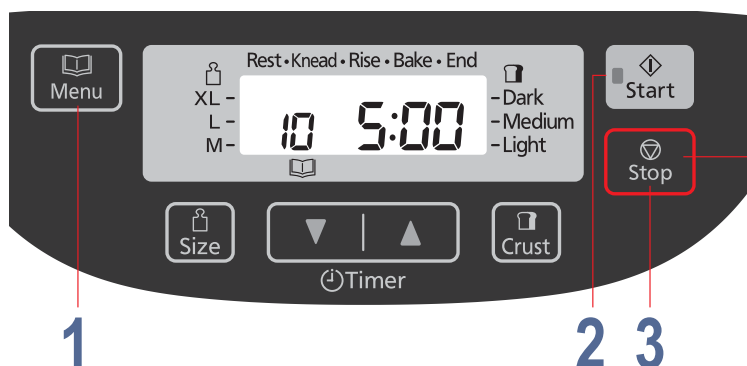 Menu
Rest • Knead • Rise • Bake • End
XL –
L –
M –
10 5:00
– Dark
– Medium
– Light
Start
Stop
Size
Timer
Crust
1
2
3